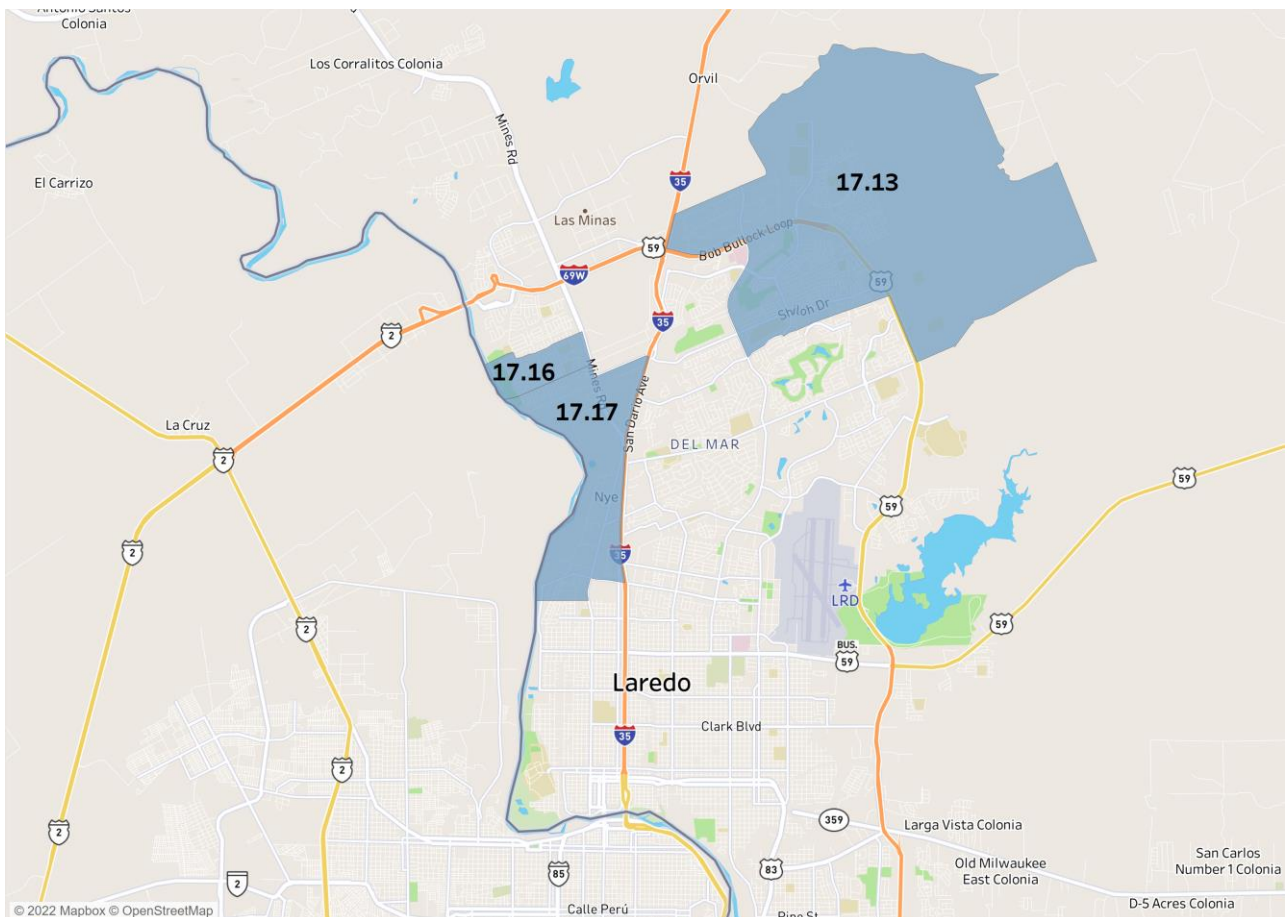 Antonio Santos
Colonia
Los Corralitos Colonia
Orvil
Mines Rd
35
17.13
El Carrizo
Las Minas
59
Bob Bullock Loop
69W
59
2
35
Shiloh Dr
2
17.16
Mines Rd
17.17
San Dario Ave
La Cruz
DEL MAR
2
59
Nye
59
2
35
LRD
2
59
BUS.
59
Laredo
Clark Blvd
35
2
2
359
Larga Vista Colonia
Old Milwaukee
East Colonia
San Carlos
Number 1 Colonia
2
85
83
D-5 Acres Colonia
© 2022 Mapbox © OpenStreetMap
Calle Perú
Pine St